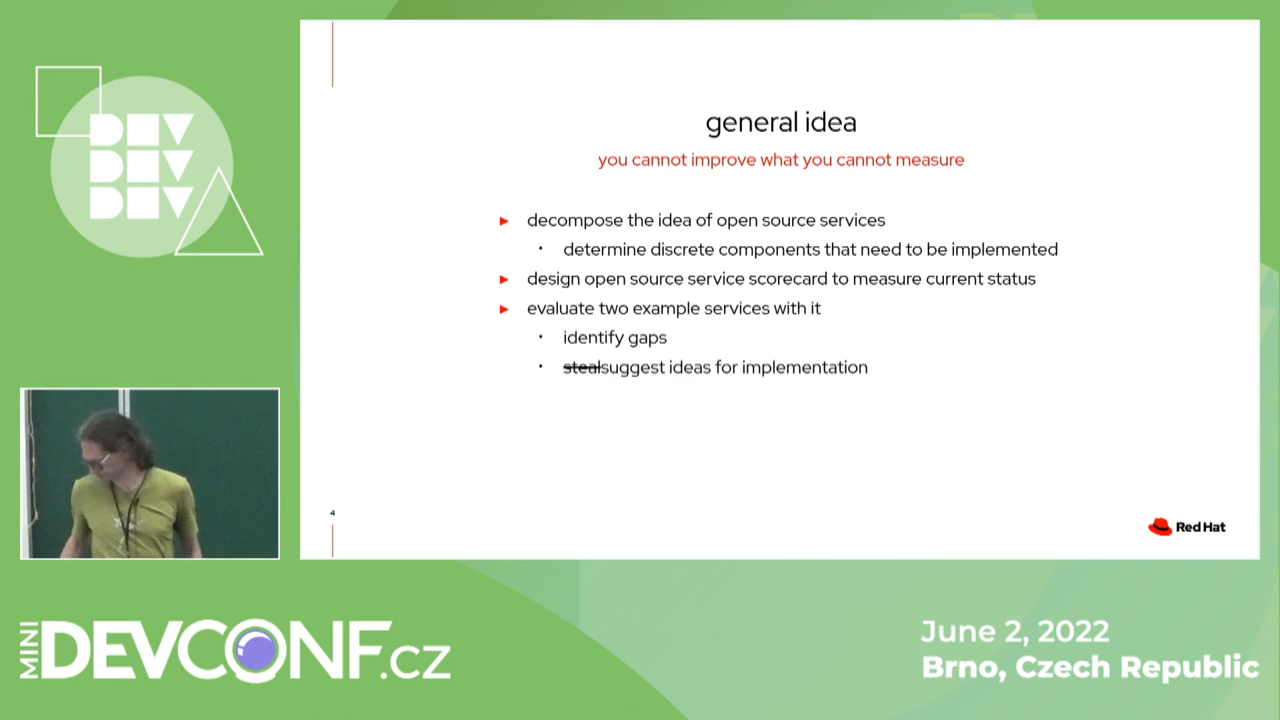 DEV
DEV
DEV
general idea
you cannot improve what you cannot measure
► decompose the idea of open source services
· determine discrete components that need to be implemented
► design open source service scorecard to measure current status
► evaluate two example services with it
· identify gaps
· stealsuggest ideas for implementation
4
Red Hat
MINI DEVCONF.CZ
June 2, 2022
Brno, Czech Republic